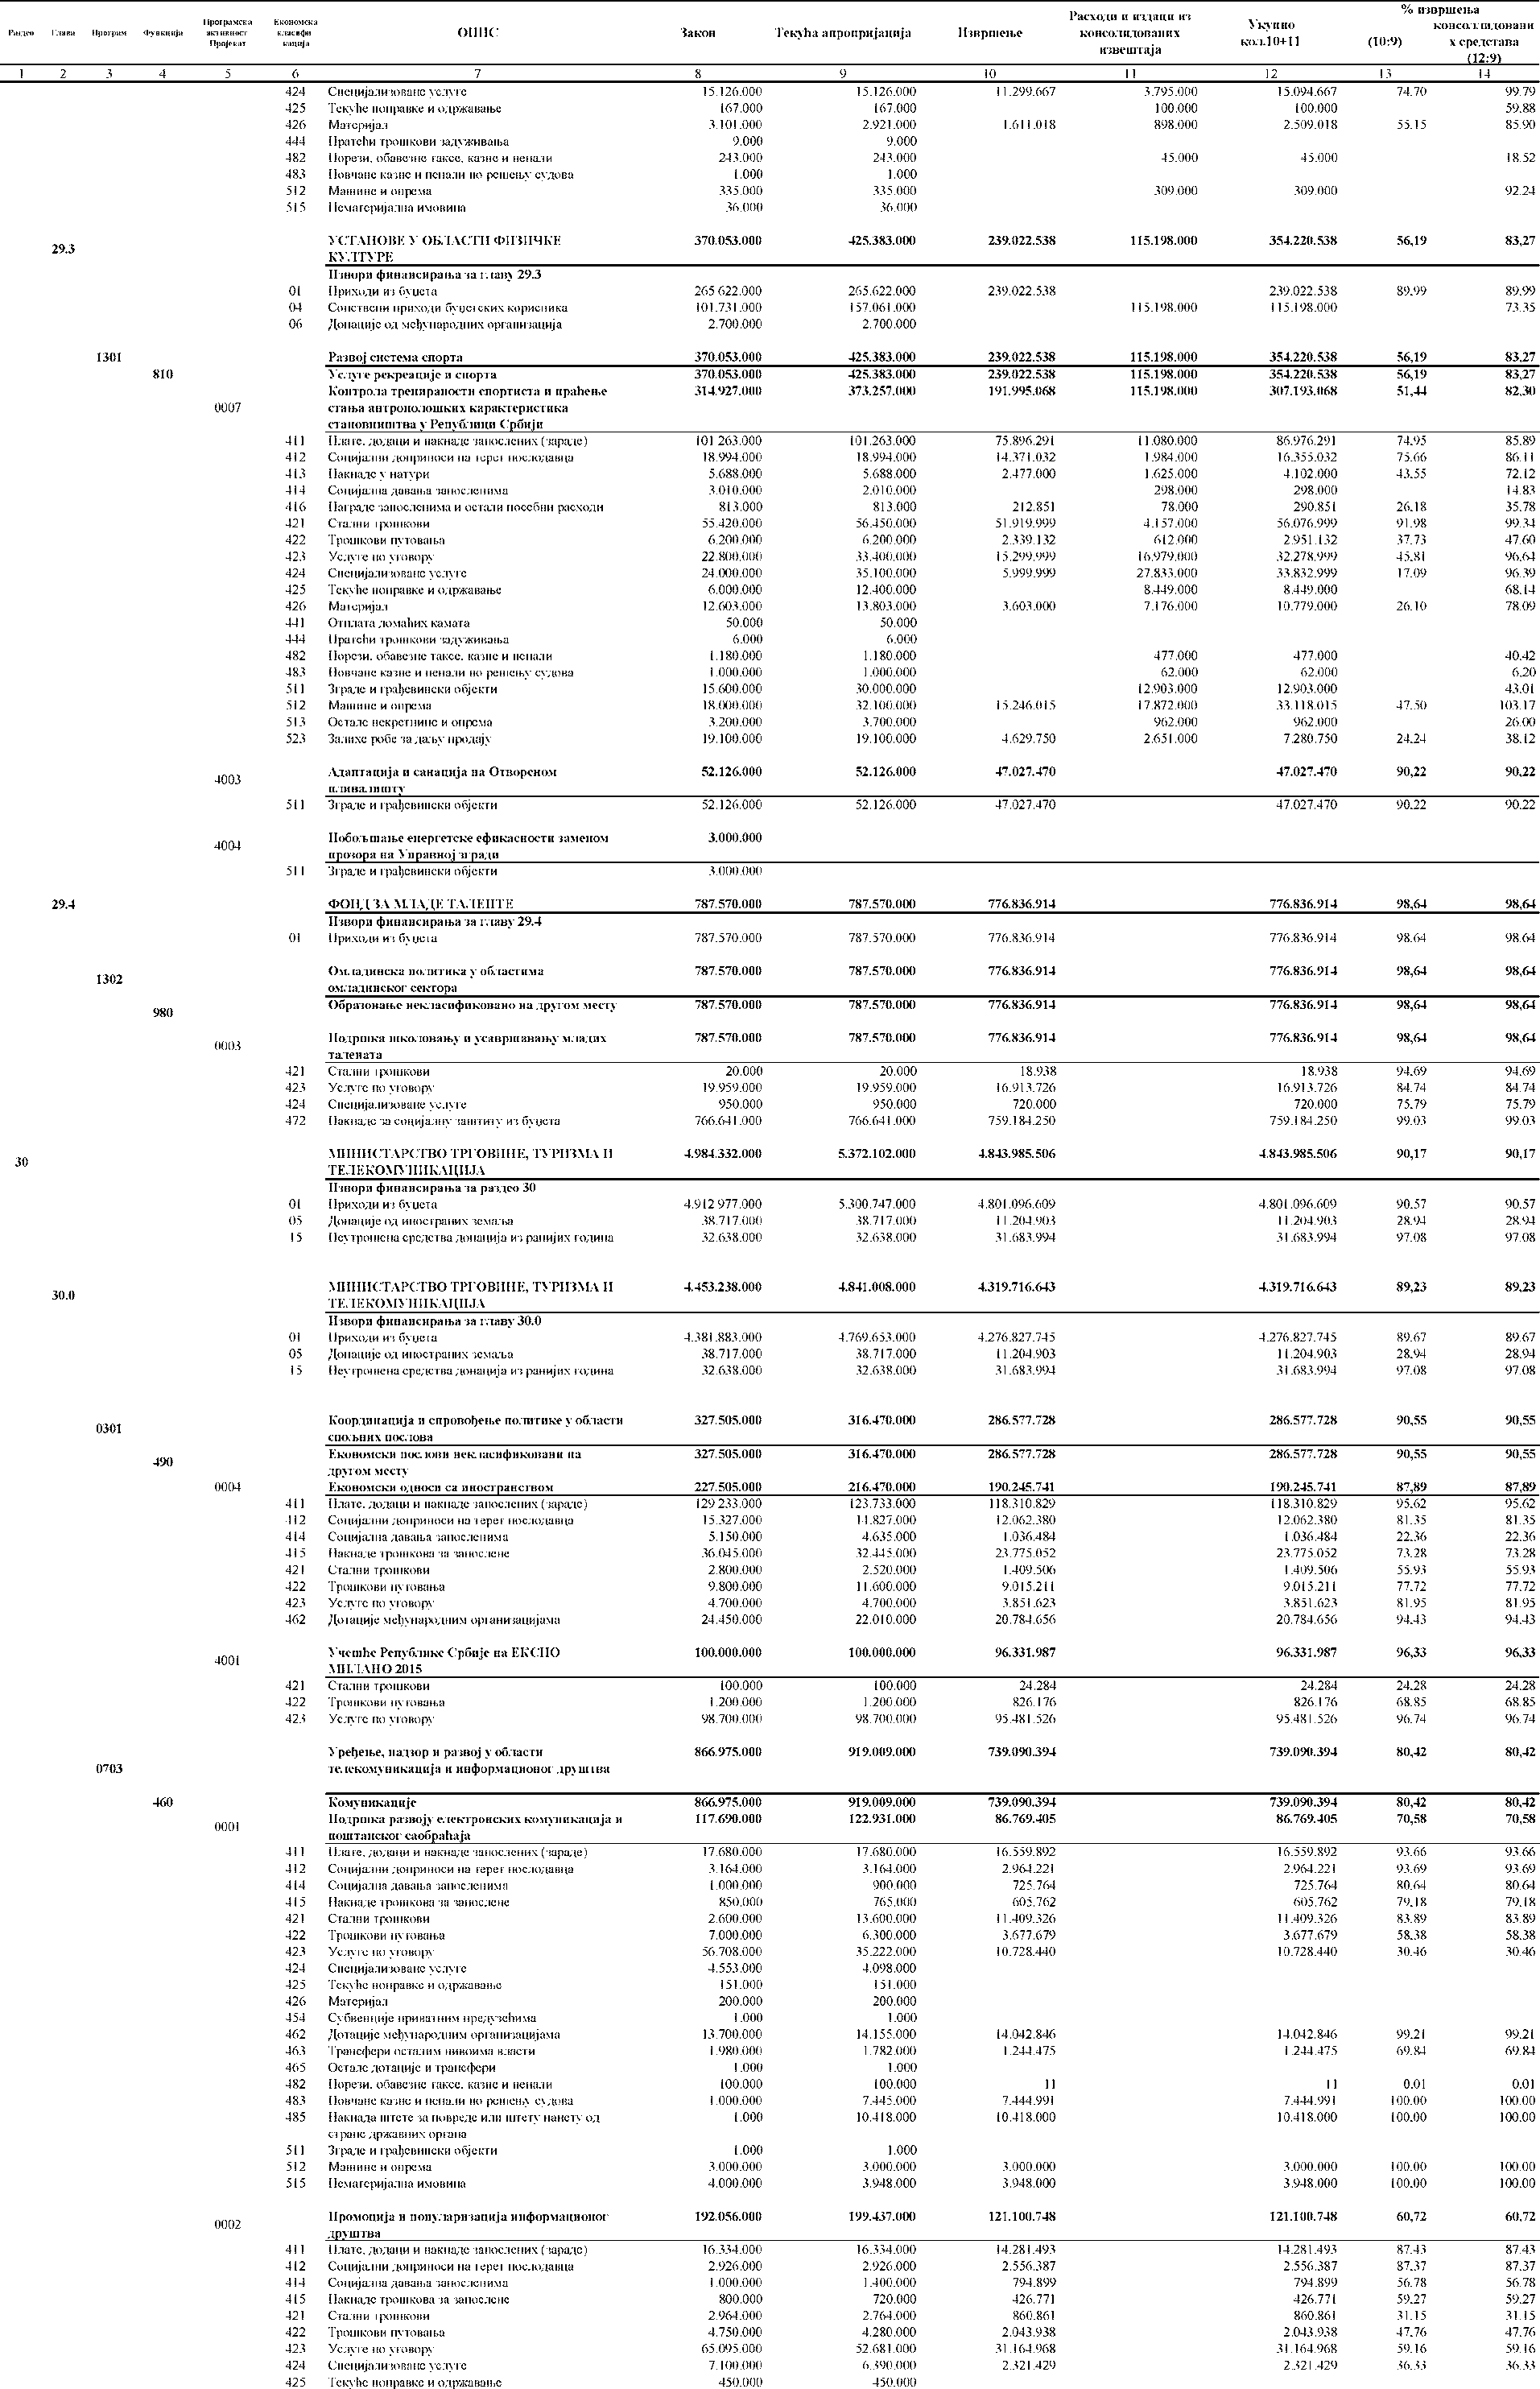 Раздео Глава Програм Функција Програмска активност Пројекат Економска класификација ОПИС Закон Текућа апропријација Извршење Расходи и издаци из консолидованих извештаја Укупно кол.10+11 % извршења (10:9) консолидованих средстава (12:9)
1 2 3 4 5 6 7 8 9 10 11 12 13 14
424 Специјализоване услуге 15.126.000 15.126.000 11.299.667 3.795.000 15.094.667 74.70 99.79
425 Текуће поправке и одржавање 167.000 167.000 100.000 100.000 59.88
426 Материјал 3.101.000 2.921.000 1.611.018 898.000 2.509.018 55.15 85.90
444 Пратећи трошкови задуживања 9.000 9.000
482 Порези, обавезне таксе, казне и пенали 243.000 243.000 45.000 45.000 18.52
483 Новчане казне и пенали по решењу судова 1.000 1.000
512 Машине и опрема 335.000 335.000 309.000 309.000 92.24
515 Нематеријална имовина 36.000 36.000
29.3 УСТАНОВЕ У ОБЛАСТИ ФИЗИЧКЕ 370.053.000 425.383.000 239.022.538 115.198.000 354.220.538 56,19 83,27
КУЛТУРЕ
Извори финансирања за главу 29.3
01 Приходи из буџета 265.622.000 265.622.000 239.022.538 239.022.538 89.99 89.99
04 Сопствени приходи буџетских корисника 101.731.000 157.061.000 115.198.000 115.198.000 73.35
06 Донације од међународних организација 2.700.000 2.700.000
1301 Развој система спорта 370.053.000 425.383.000 239.022.538 115.198.000 354.220.538 56,19 83,27
810 Услуге рекреације и спорта 370.053.000 425.383.000 239.022.538 115.198.000 354.220.538 56,19 83,27
0007 Контрола тренираности спортиста и праћење 314.927.000 373.257.000 191.995.068 115.198.000 307.193.068 51,44 82,30
стања антрополошких карактеристика
становништва у Републици Србији
411 Плате, додаци и накнаде запослених (зараде) 101.263.000 101.263.000 75.896.291 11.080.000 86.976.291 74.95 85.89
412 Социјални доприноси на терет послодавца 18.994.000 18.994.000 14.371.032 1.984.000 16.355.032 75.66 86.11
413 Накнаде у натури 5.688.000 5.688.000 2.477.000 1.625.000 4.102.000 43.55 72.12
414 Социјална давања запосленима 3.010.000 2.010.000 298.000 298.000 14.83
416 Награде запосленима и остали посебни расходи 813.000 813.000 212.851 78.000 290.851 26.18 35.78
421 Стални трошкови 55.420.000 56.450.000 51.919.999 4.157.000 56.076.999 91.98 99.34
422 Трошкови путовања 6.200.000 6.200.000 2.339.132 612.000 2.951.132 37.73 47.60
423 Услуге по уговору 22.800.000 33.400.000 15.299.999 16.979.000 32.278.999 45.81 96.64
424 Специјализоване услуге 24.000.000 35.100.000 5.999.999 27.833.000 33.832.999 17.09 96.39
425 Текуће поправке и одржавање 6.000.000 12.400.000 8.449.000 8.449.000 68.14
426 Материјал 12.603.000 13.803.000 3.603.000 7.176.000 10.779.000 26.10 78.09
441 Отплата домаћих камата 50.000 50.000
444 Пратећи трошкови задуживања 6.000 6.000
482 Порези, обавезне таксе, казне и пенали 1.180.000 1.180.000 477.000 477.000 40.42
483 Новчане казне и пенали по решењу судова 1.000.000 1.000.000 62.000 62.000 6.20
511 Зграде и грађевински објекти 15.600.000 30.000.000 12.903.000 12.903.000 43.01
512 Машине и опрема 18.000.000 32.100.000 15.246.015 17.872.000 33.118.015 47.50 103.17
513 Остале некретнине и опрема 3.200.000 3.700.000 962.000 962.000 26.00
523 Залихе робе за даљу продају 19.100.000 19.100.000 4.629.750 2.651.000 7.280.750 24.24 38.12
4003 Адаптација и санација на Отвореном 52.126.000 52.126.000 47.027.470 47.027.470 90,22 90,22
пливалишту
511 Зграде и грађевински објекти 52.126.000 52.126.000 47.027.470 47.027.470 90.22 90.22
4004 Побољшање енергетске ефикасности заменом 3.000.000
прозора на Управној згради
511 Зграде и грађевински објекти 3.000.000
29.4 ФОНД ЗА МЛАДЕ ТАЛЕНТЕ 787.570.000 787.570.000 776.836.914 776.836.914 98,64 98,64
Извори финансирања за главу 29.4
01 Приходи из буџета 787.570.000 787.570.000 776.836.914 776.836.914 98.64 98.64
1302 Омладинска политика у областима 787.570.000 787.570.000 776.836.914 776.836.914 98,64 98,64
омладинског сектора
980 Образовање некласификовано на другом месту 787.570.000 787.570.000 776.836.914 776.836.914 98,64 98,64
0003 Подршка школовању и усавршавању младих 787.570.000 787.570.000 776.836.914 776.836.914 98,64 98,64
талената
421 Стални трошкови 20.000 20.000 18.938 18.938 94.69 94.69
423 Услуге по уговору 19.959.000 19.959.000 16.913.726 16.913.726 84.74 84.74
424 Специјализоване услуге 950.000 950.000 720.000 720.000 75.79 75.79
472 Накнаде за социјалну заштиту из буџета 766.641.000 766.641.000 759.184.250 759.184.250 99.03 99.03
30 МИНИСТАРСТВО ТРГОВИНЕ, ТУРИЗМА И 4.984.332.000 5.372.102.000 4.843.985.506 4.843.985.506 90,17 90,17
ТЕЛЕКОМУНИКАЦИЈА
Извори финансирања за раздео 30
01 Приходи из буџета 4.912.977.000 5.300.747.000 4.801.096.609 4.801.096.609 90.57 90.57
05 Донације од иностраних земаља 38.717.000 38.717.000 11.204.903 11.204.903 28.94 28.94
15 Неутрошена средства донација из ранијих година 32.638.000 32.638.000 31.683.994 31.683.994 97.08 97.08
30.0 МИНИСТАРСТВО ТРГОВИНЕ, ТУРИЗМА И 4.453.238.000 4.841.008.000 4.319.716.643 4.319.716.643 89,23 89,23
ТЕЛЕКОМУНИКАЦИЈА
Извори финансирања за главу 30.0
01 Приходи из буџета 4.381.883.000 4.769.653.000 4.276.827.745 4.276.827.745 89.67 89.67
05 Донације од иностраних земаља 38.717.000 38.717.000 11.204.903 11.204.903 28.94 28.94
15 Неутрошена средства донација из ранијих година 32.638.000 32.638.000 31.683.994 31.683.994 97.08 97.08
0301 Координација и спровођење политике у области 327.505.000 316.470.000 286.577.728 286.577.728 90,55 90,55
спољних послова
490 Економски послови некласификовани на 327.505.000 316.470.000 286.577.728 286.577.728 90,55 90,55
другом месту
0004 Економски односи са иностранством 227.505.000 216.470.000 190.245.741 190.245.741 87,89 87,89
411 Плате, додаци и накнаде запослених (зараде) 129.233.000 123.733.000 118.310.829 118.310.829 95.62 95.62
412 Социјални доприноси на терет послодавца 15.327.000 14.827.000 12.062.380 12.062.380 81.35 81.35
414 Социјална давања запосленима 5.150.000 4.635.000 1.036.484 1.036.484 22.36 22.36
415 Накнаде трошкова за запослене 36.045.000 32.445.000 23.775.052 23.775.052 73.28 73.28
421 Стални трошкови 2.800.000 2.520.000 1.409.506 1.409.506 55.93 55.93
422 Трошкови путовања 9.800.000 11.600.000 9.015.211 9.015.211 77.72 77.72
423 Услуге по уговору 4.700.000 4.700.000 3.851.623 3.851.623 81.95 81.95
462 Дотације међународним организацијама 24.450.000 22.010.000 20.784.656 20.784.656 94.43 94.43
4001 Учешће Републике Србије на ЕКСПО 100.000.000 100.000.000 96.331.987 96.331.987 96,33 96,33
МИЛАНО 2015
421 Стални трошкови 100.000 100.000 24.284 24.284 24.28 24.28
422 Трошкови путовања 1.200.000 1.200.000 826.176 826.176 68.85 68.85
423 Услуге по уговору 98.700.000 98.700.000 95.481.526 95.481.526 96.74 96.74
0703 Уређење, надзор и развој у области 866.975.000 919.009.000 739.090.394 739.090.394 80,42 80,42
телекомуникација и информационог друштва
460 Комуникације 866.975.000 919.009.000 739.090.394 739.090.394 80,42 80,42
0001 Подршка развоју електронских комуникација и 117.690.000 122.931.000 86.769.405 86.769.405 70,58 70,58
поштанског саобраћаја
411 Плате, додаци и накнаде запослених (зараде) 17.680.000 17.680.000 16.559.892 16.559.892 93.66 93.66
412 Социјални доприноси на терет послодавца 3.164.000 3.164.000 2.964.221 2.964.221 93.69 93.69
414 Социјална давања запосленима 1.000.000 900.000 725.764 725.764 80.64 80.64
415 Накнаде трошкова за запослене 850.000 765.000 605.762 605.762 79.18 79.18
421 Стални трошкови 2.600.000 13.600.000 11.409.326 11.409.326 83.89 83.89
422 Трошкови путовања 7.000.000 6.300.000 3.677.679 3.677.679 58.38 58.38
423 Услуге по уговору 56.708.000 35.222.000 10.728.440 10.728.440 30.46 30.46
424 Специјализоване услуге 4.553.000 4.098.000
425 Текуће поправке и одржавање 151.000 151.000
426 Материјал 200.000 200.000
454 Субвенције приватним предузећима 1.000 1.000
462 Дотације међународним организацијама 13.700.000 14.155.000 14.042.846 14.042.846 99.21 99.21
463 Трансфери осталим нивоима власти 1.980.000 1.782.000 1.244.475 1.244.475 69.84 69.84
465 Остале дотације и трансфери 1.000 1.000
482 Порези, обавезне таксе, казне и пенали 100.000 100.000 11 11 0.01 0.01
483 Новчане казне и пенали по решењу судова 1.000.000 7.445.000 7.444.991 7.444.991 100.00 100.00
485 Накнада штете за повреде или штету нанету од 1.000 10.418.000 10.418.000 10.418.000 100.00 100.00
стране државних органа
511 Зграде и грађевински објекти 1.000 1.000
512 Машине и опрема 3.000.000 3.000.000 3.000.000 3.000.000 100.00 100.00
515 Нематеријална имовина 4.000.000 3.948.000 3.948.000 3.948.000 100.00 100.00
0002 Промоција и популаризација информационог 192.056.000 199.437.000 121.100.748 121.100.748 60,72 60,72
друштва
411 Плате, додаци и накнаде запослених (зараде) 16.334.000 16.334.000 14.281.493 14.281.493 87.43 87.43
412 Социјални доприноси на терет послодавца 2.926.000 2.926.000 2.556.387 2.556.387 87.37 87.37
414 Социјална давања запосленима 1.000.000 1.400.000 794.899 794.899 56.78 56.78
415 Накнаде трошкова за запослене 800.000 720.000 426.771 426.771 59.27 59.27
421 Стални трошкови 2.964.000 2.764.000 860.861 860.861 31.15 31.15
422 Трошкови путовања 4.750.000 4.280.000 2.043.938 2.043.938 47.76 47.76
423 Услуге по уговору 65.095.000 52.681.000 31.164.968 31.164.968 59.16 59.16
424 Специјализоване услуге 7.100.000 6.390.000 2.321.429 2.321.429 36.33 36.33
425 Текуће поправке и одржавање 450.000 450.000